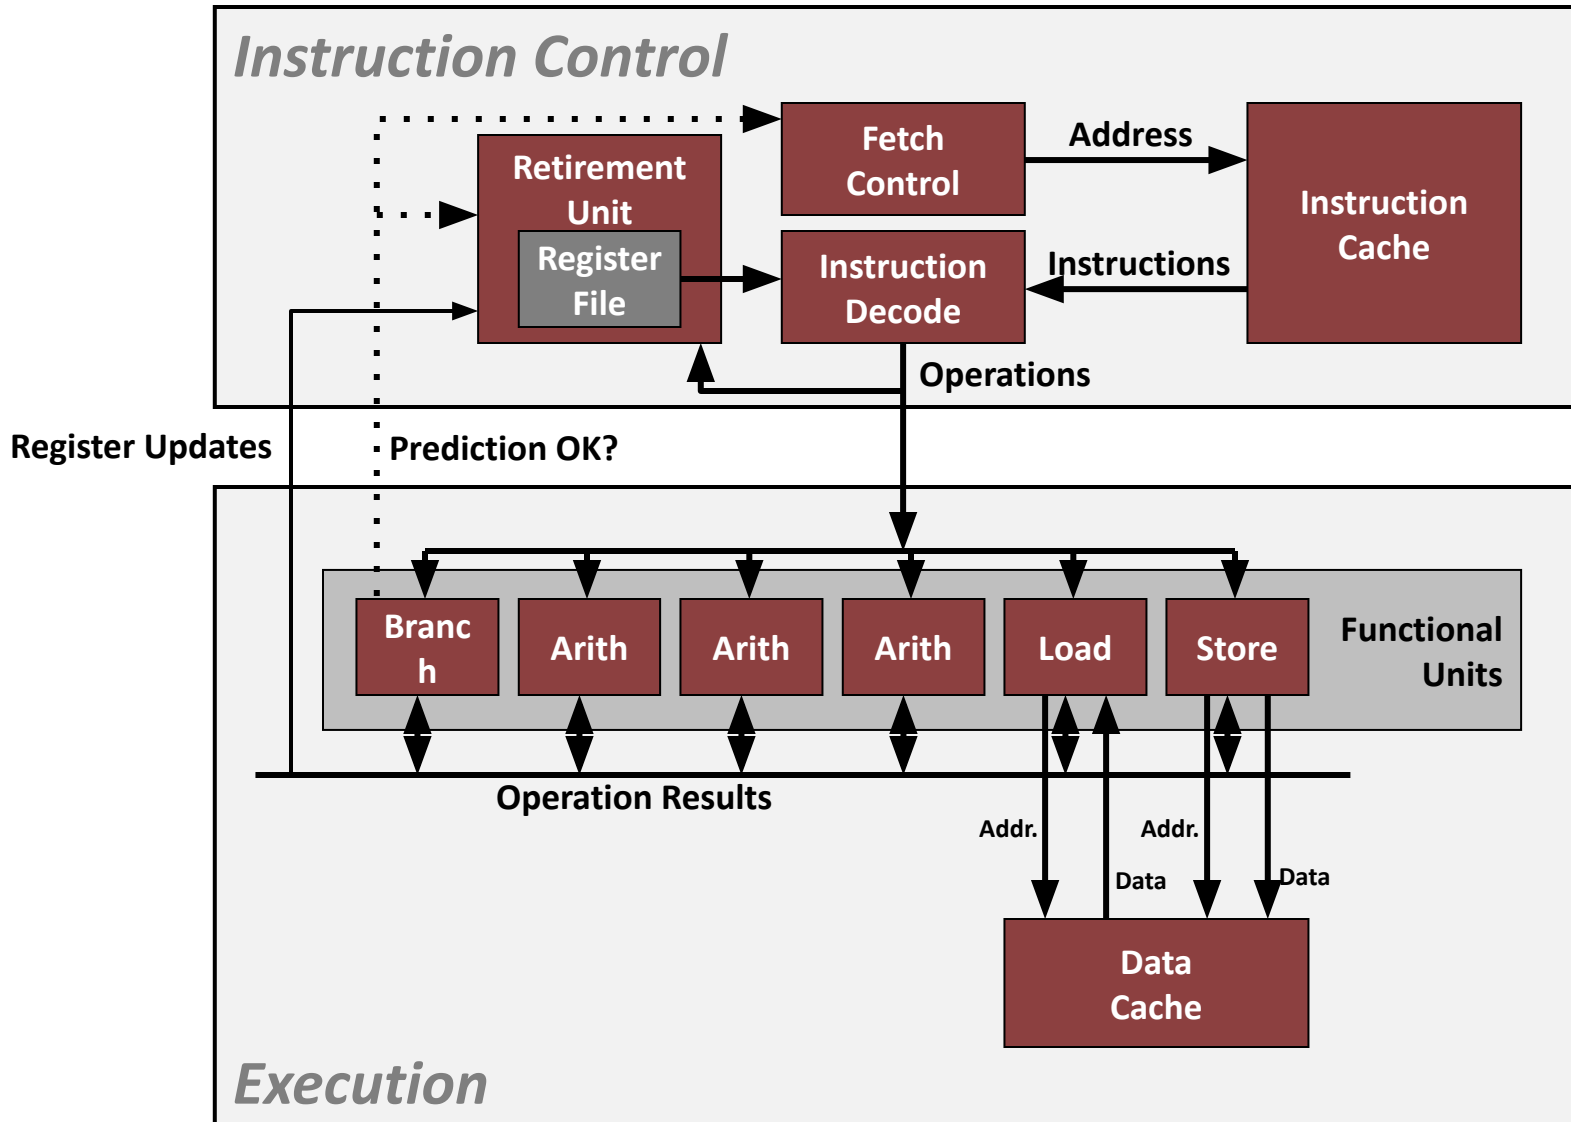 Instruction Control
Fetch
Control
Address
Instruction
Cache
Retirement
Unit
Register
File
Instruction
Decode
Instructions
Operations
Register Updates
Prediction OK?
Branc
h
Arith
Arith
Arith
Load
Store
Functional
Units
Operation Results
Addr.
Addr.
Data
Data
Data
Cache
Execution